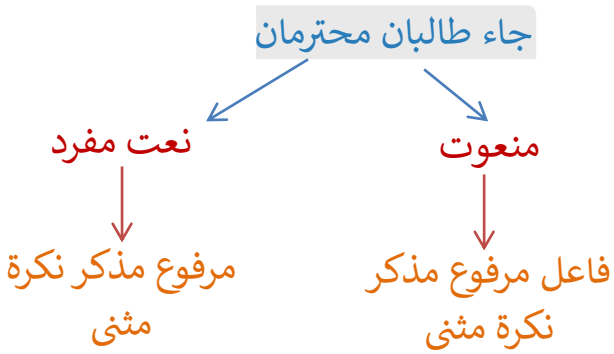 جاء طالبان محترمان
منعوت
نعت مفرد
فاعل مرفوع مذكر
نكرة مثنى
مرفوع مذكر نكرة
مثنى